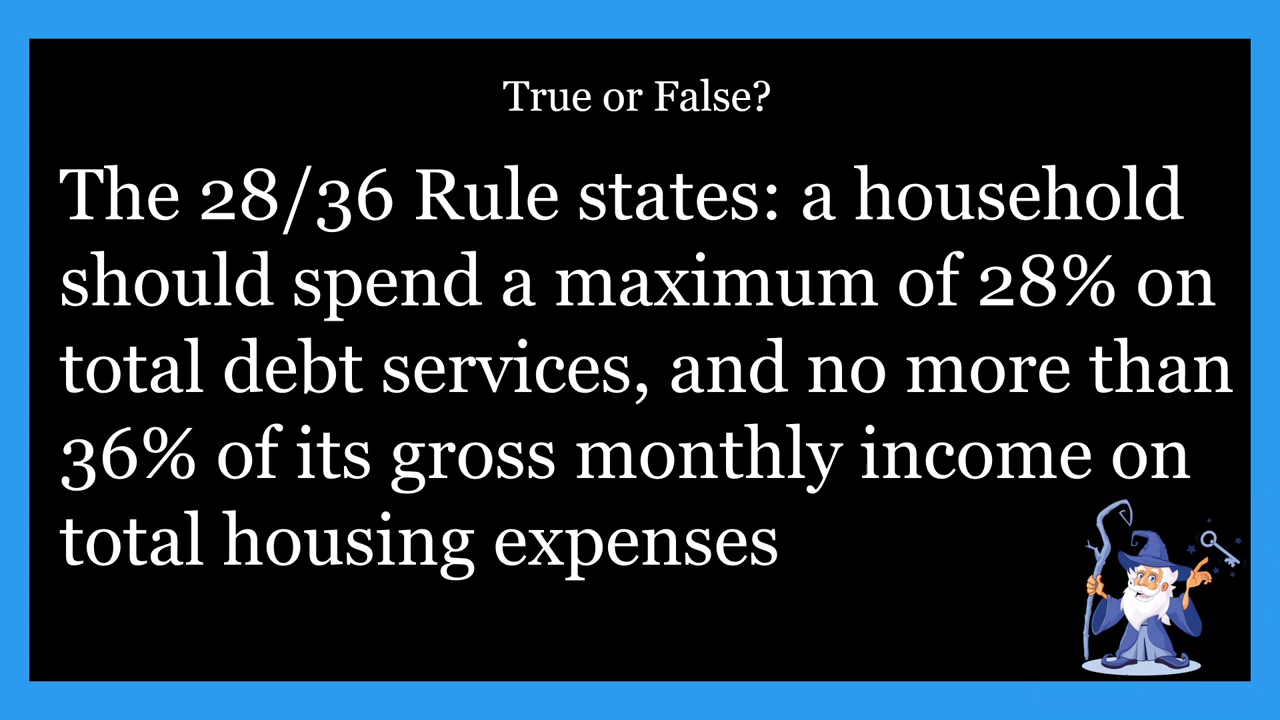 True or False?
The 28/36 Rule states: a household
should spend a maximum of 28% on
total debt services, and no more than
36% of its gross monthly income on
total housing expenses